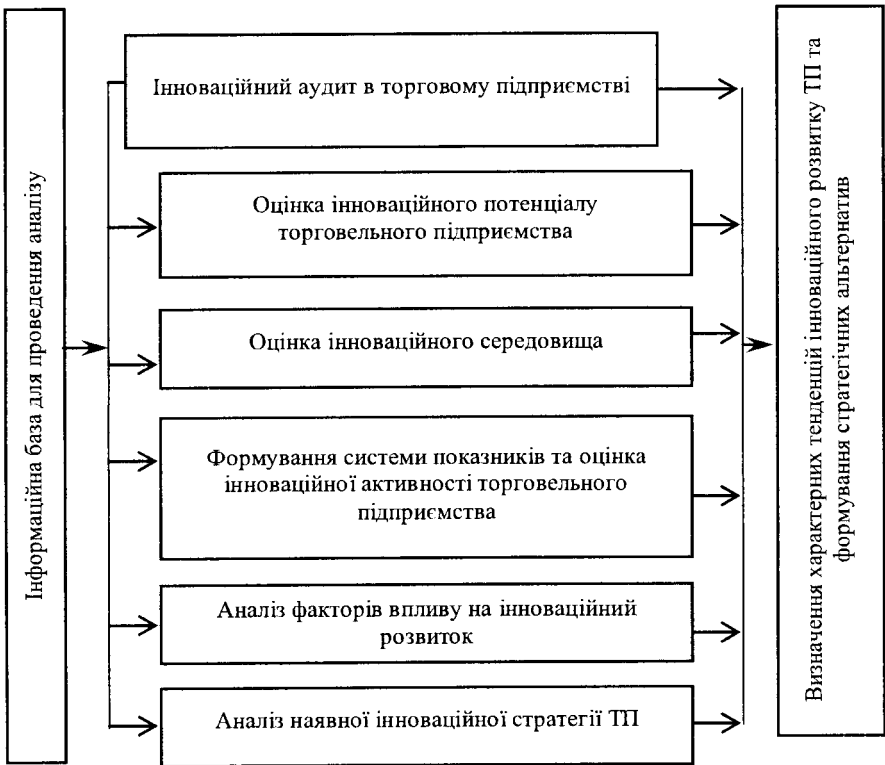 Інформаційна база для проведення аналізу
Інноваційний аудит в торговому підприємстві
Оцінка інноваційного потенціалу
торговельного підприємства
Оцінка інноваційного середовища
Формування системи показників та оцінка
інноваційної активності торговельного
підприємства
Аналіз факторів впливу на інноваційний
розвиток
Аналіз наявної інноваційної стратегії ТП
Визначення характерних тенденцій інноваційного розвитку ТП та
формування стратегічних альтернатив